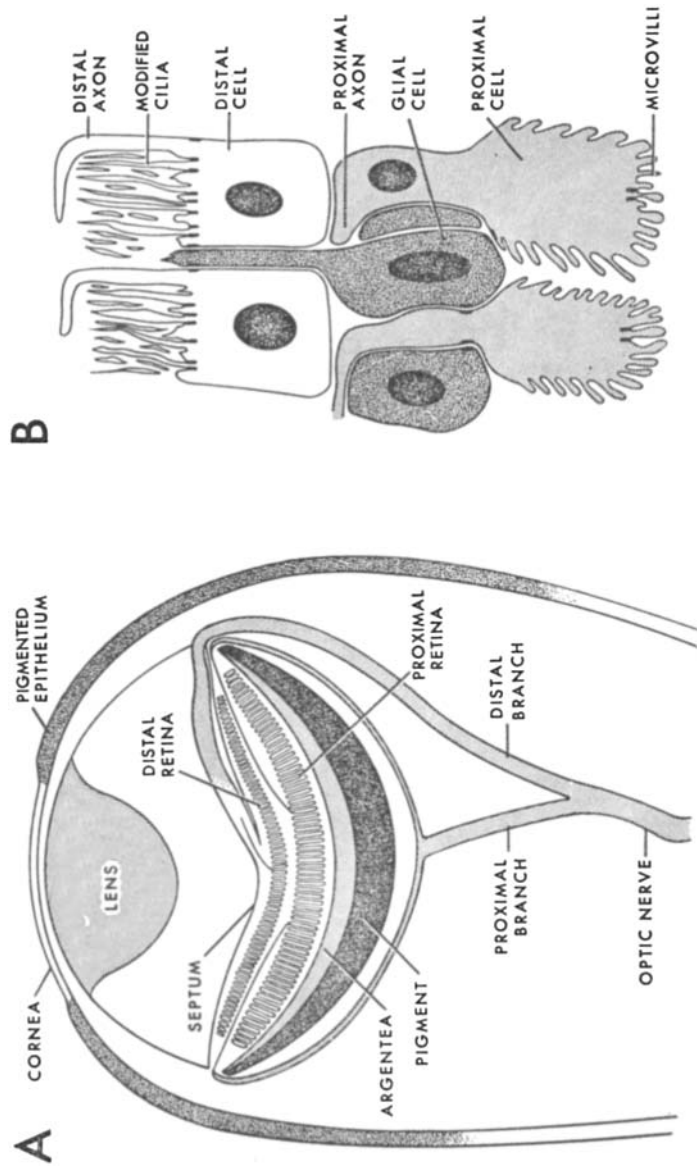 A
CORNEA
PIGMENTED
EPITHELIUM
LENS
SEPTUM
DISTAL
RETINA
ARGENTEA
PIGMENT
PROXIMAL
RETINA
PROXIMAL
BRANCH
DISTAL
BRANCH
OPTIC NERVE
B
DISTAL
AXON
MODIFIED
CILIA
DISTAL
CELL
PROXIMAL
AXON
GLIAL
CELL
PROXIMAL
CELL
MICROVILLI